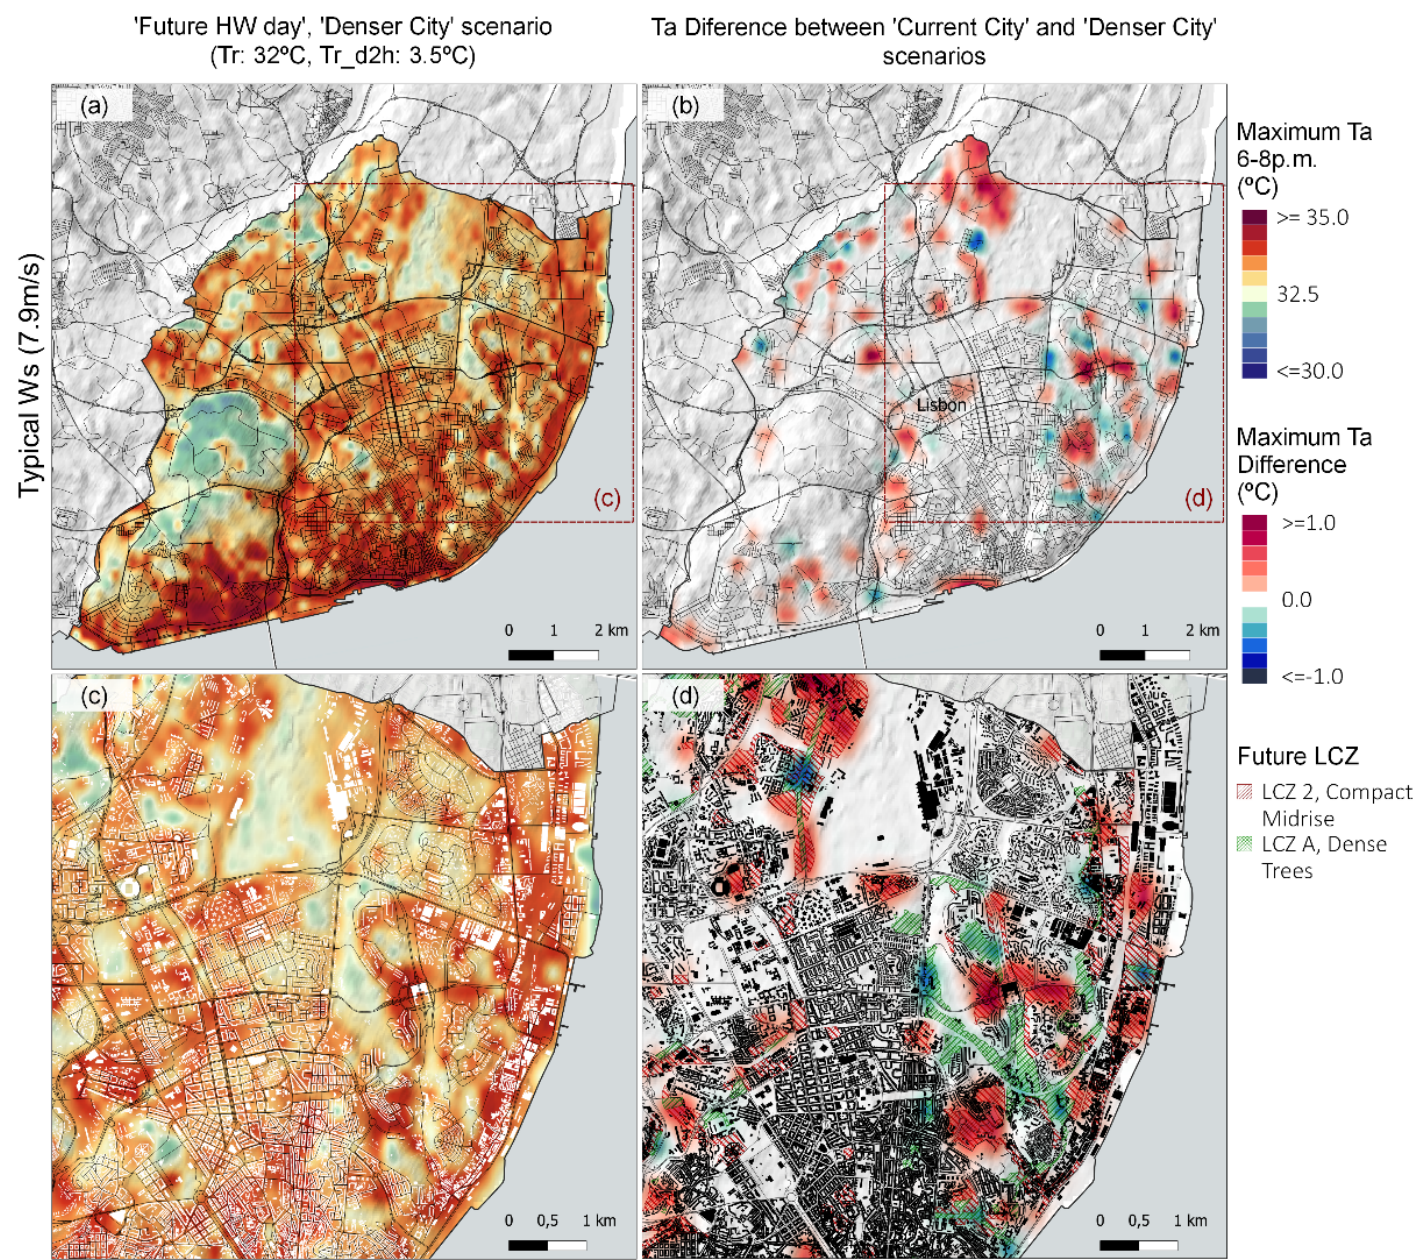 'Future HW day', 'Denser City' scenario
(Tr: 32ºC, Tr_d2h: 3.5ºC)
Ta Diference between 'Current City' and 'Denser City'
scenarios
Typical Ws (7.9m/s)
(a)
(c)
0 1 2 km
(b)
Lisbon
(d)
0 1 2 km
(c)
0 0,5 1 km
(d)
0 0,5 1 km
Maximum Ta
6-8p.m.
(ºC)
>= 35.0
32.5
<=30.0
Maximum Ta
Difference
(ºC)
>=1.0
0.0
<=-1.0
Future LCZ
LCZ 2, Compact
Midrise
LCZ A, Dense
Trees